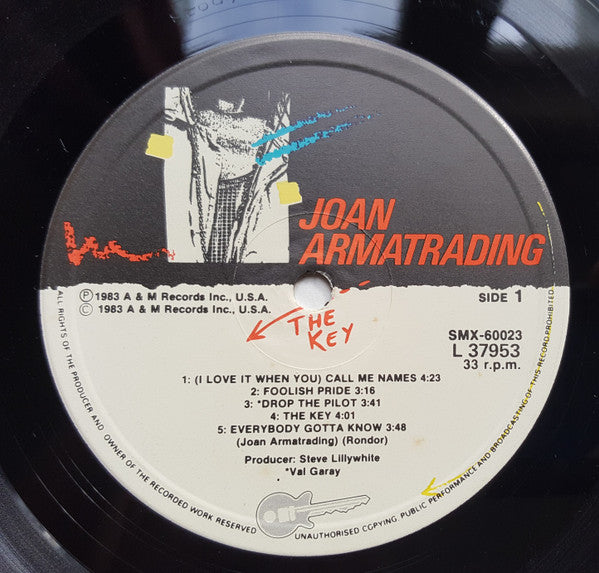 JOAN
ARMATRADING
Ⓟ 1983 A & M Records Inc., U.S.A.
© 1983 A & M Records Inc., U.S.A.
SIDE 1
THE
KEY
SMX-60023
L 37953
33 r.p.m.
1: (I LOVE IT WHEN YOU) CALL ME NAMES 4:23
2: FOOLISH PRIDE 3:16
3: *DROP THE PILOT 3:41
4: THE KEY 4:01
5: EVERYBODY GOTTA KNOW 3:48
(Joan Armatrading) (Rondor)
Producer: Steve Lillywhite
*Val Garay
ALL RIGHTS OF THE PRODUCER AND OWNER OF THE RECORDED WORK RESERVED
UNAUTHORISED COPYING, PUBLIC PERFORMANCE AND BROADCASTING OF THIS RECORD PROHIBITED